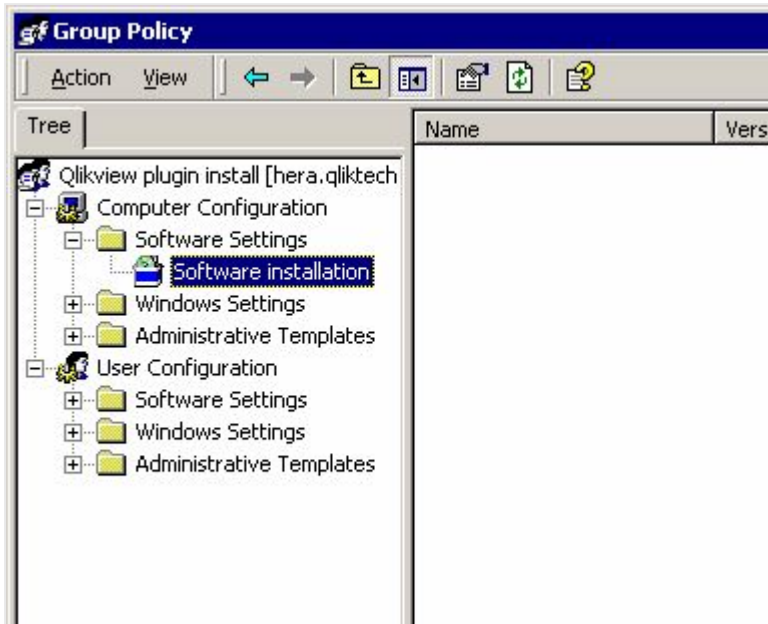 Group Policy
Action View
Tree
Name Vers
Qlikview plugin install [hera.qliktech
Computer Configuration
Software Settings
Software installation
Windows Settings
Administrative Templates
User Configuration
Software Settings
Windows Settings
Administrative Templates